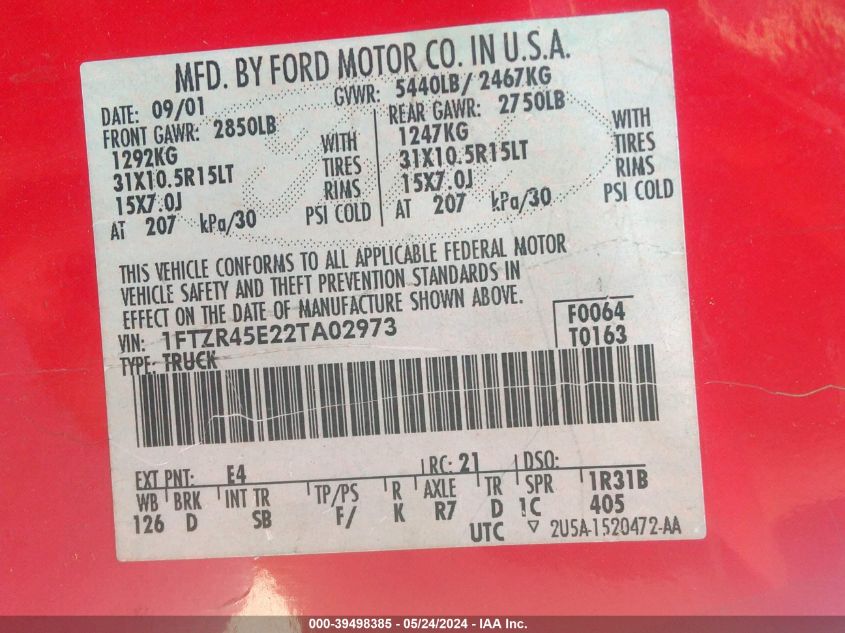 MFD. BY FORD MOTOR CO. IN U.S.A.
DATE: 09/01 GVWR: 5440LB/ 2467KG
FRONT GAWR: 2850LB REAR GAWR: 2750LB
1292KG WITH 1247KG WITH
31X10.5R15LT TIRES 31X10.5R15LT TIRES
15X7.0J RIMS 15X7.0J RIMS
AT 207 kPa/30 PSI COLD AT 207 kPa/30 PSI COLD
THIS VEHICLE CONFORMS TO ALL APPLICABLE FEDERAL MOTOR
VEHICLE SAFETY AND THEFT PREVENTION STANDARDS IN
EFFECT ON THE DATE OF MANUFACTURE SHOWN ABOVE.
VIN: 1FTZR45E22TA02973 F0064
TYPE: TRUCK T0163
EXT PNT: E4 RC: 21 DSO:
WB BRK INT TR TP/PS R AXLE TR SPR 1R31B
126 D SB F/ K R7 D !C 405
UTC ▽ 2U5A-1520472-AA
000-39498385 - 05/24/2024 - IAA Inc.